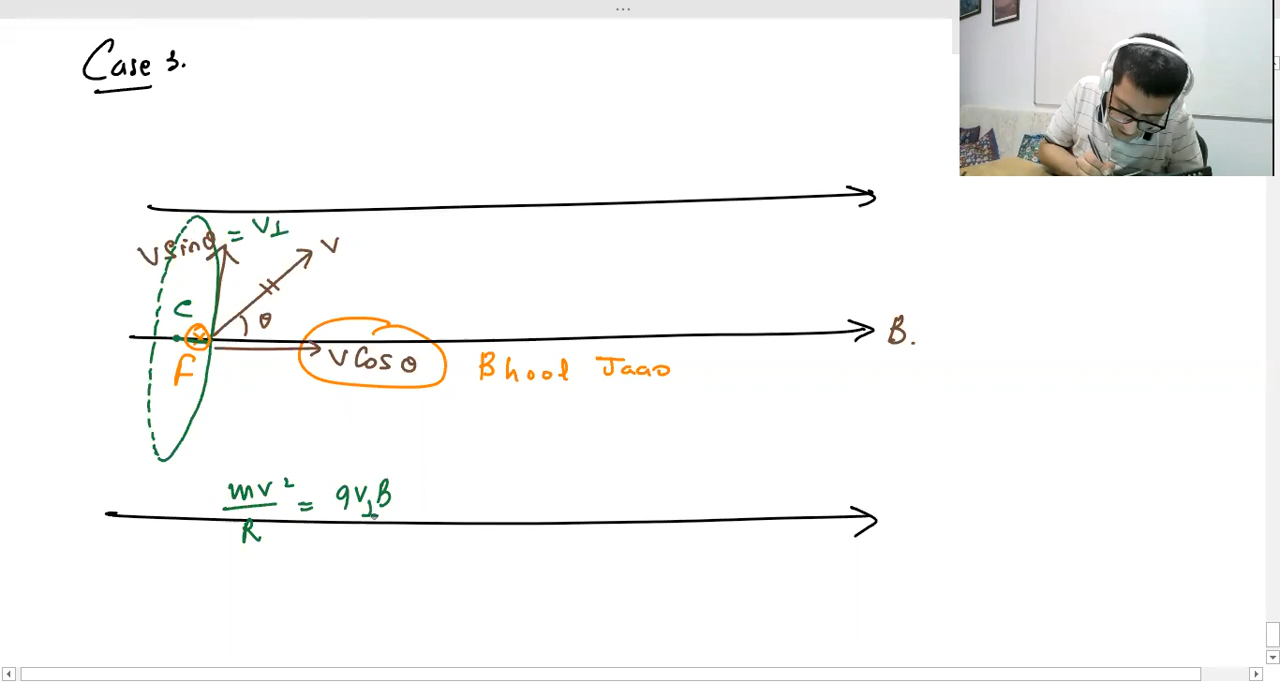 Case 3.
V Sinθ = V⊥
V
C
θ
B.
F
V Cos θ
Bhool Jaao
mv²/R = qV⊥B